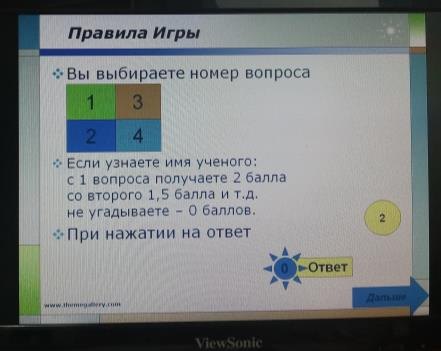 Правила Игры
Вы выбираете номер вопроса
1 3
2 4
Если узнаете имя ученого:
с 1 вопроса получаете 2 балла
со второго 1,5 балла и т.д.
не угадываете – 0 баллов.
2
При нажатии на ответ
0 Ответ
www.themegallery.com
Дальше
ViewSonic